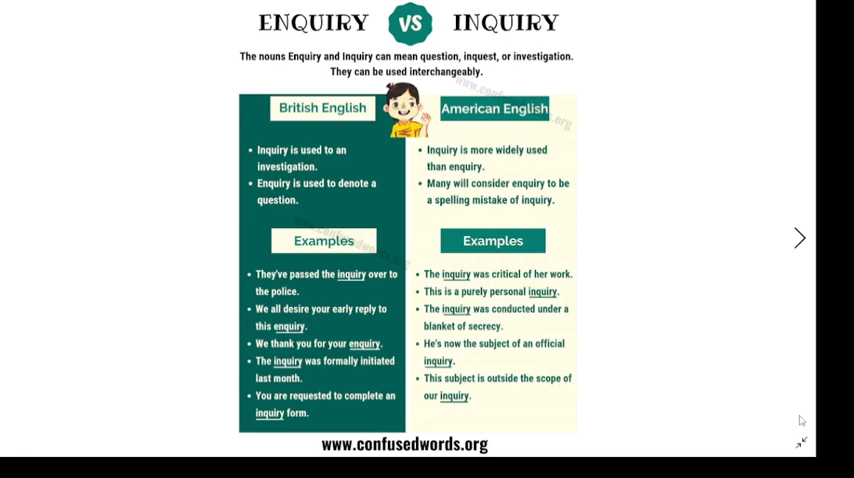 ENQUIRY VS INQUIRY
The nouns Enquiry and Inquiry can mean question, inquest, or investigation.
They can be used interchangeably.
British English
• Inquiry is used to an
investigation.
• Enquiry is used to denote a
question.
Examples
• They've passed the inquiry over to
the police.
• We all desire your early reply to
this enquiry.
• We thank you for your enquiry.
• The inquiry was formally initiated
last month.
• You are requested to complete an
inquiry form.
American English
• Inquiry is more widely used
than enquiry.
• Many will consider enquiry to be
a spelling mistake of inquiry.
Examples
• The inquiry was critical of her work.
• This is a purely personal inquiry.
• The inquiry was conducted under a
blanket of secrecy.
• He's now the subject of an official
inquiry.
• This subject is outside the scope of
our inquiry.
www.confusedwords.org
www.confusedwords.org